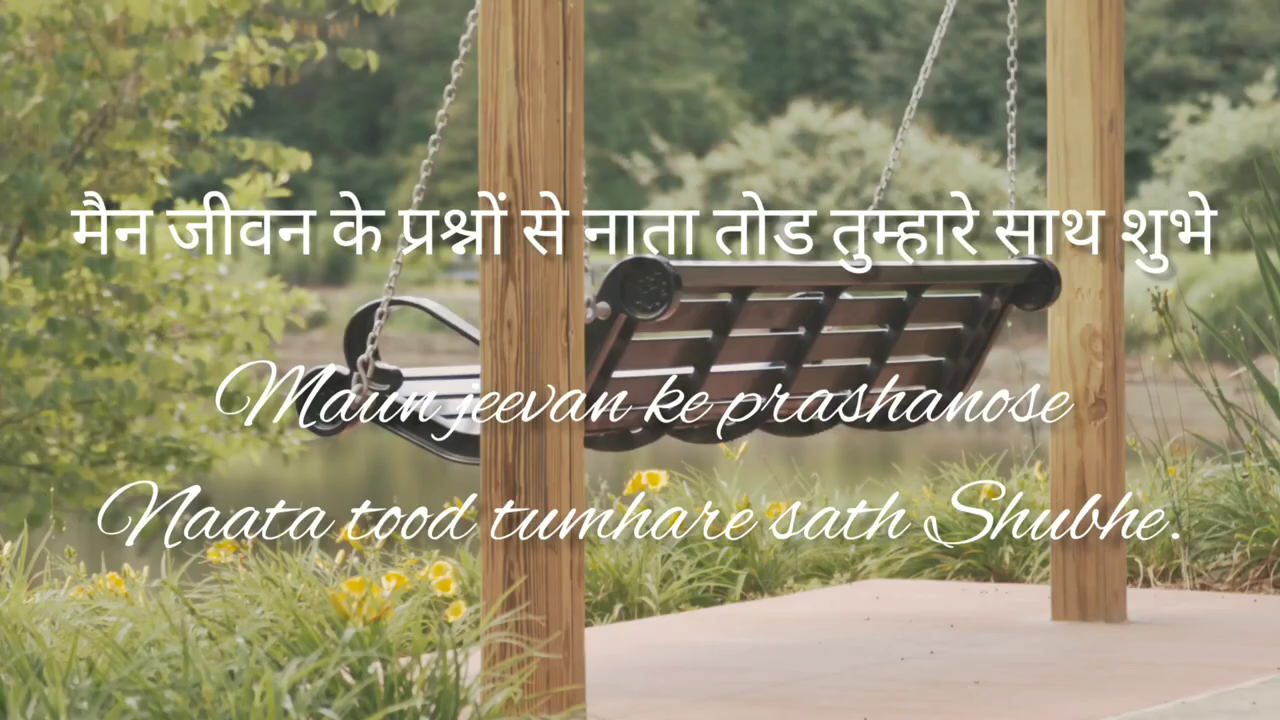 मैन जीवन के प्रश्नों से नाता तोड तुम्हारे साथ शुभे
Maun jeevan ke prashanose
Naata tood tumhare sath Shubhe.